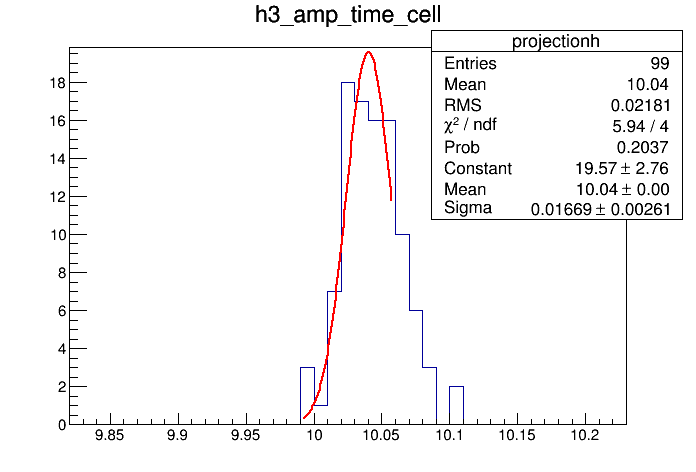 h3_amp_time_cell
projectionh
Entries 99
Mean 10.04
RMS 0.02181
χ² / ndf 5.94 / 4
Prob 0.2037
Constant 19.57 ± 2.76
Mean 10.04 ± 0.00
Sigma 0.01669 ± 0.00261
18
16
14
12
10
8
6
4
2
0
9.85 9.9 9.95 10 10.05 10.1 10.15 10.2